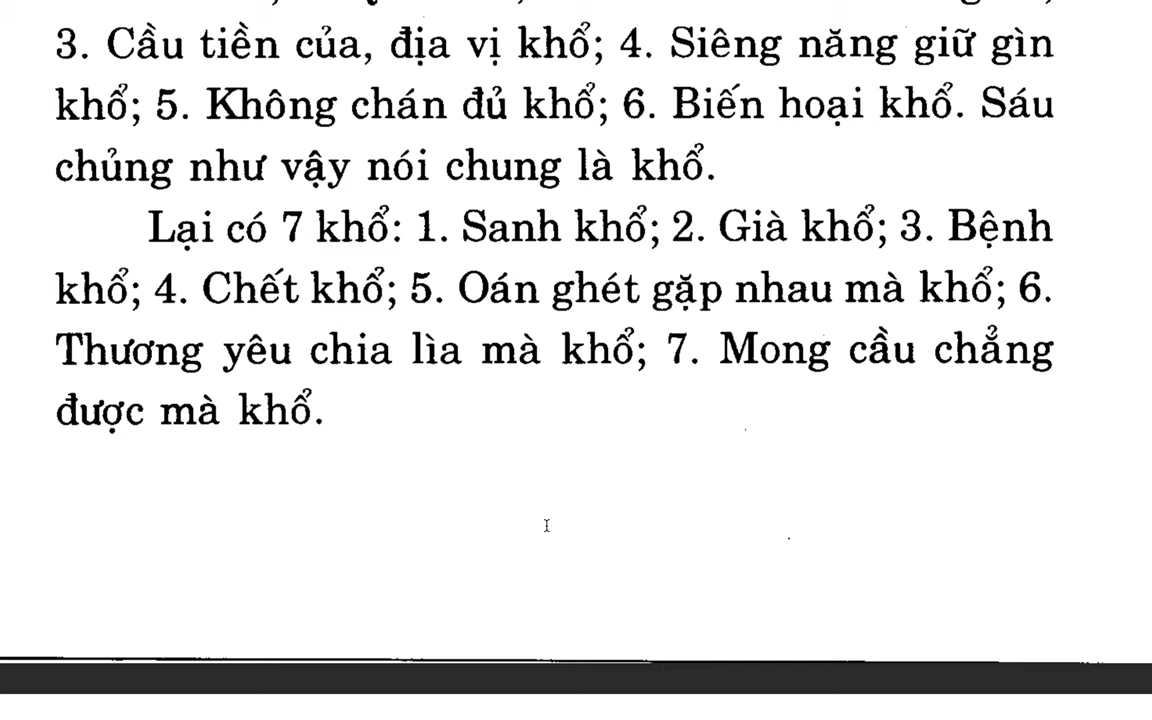 3. Cầu tiền của, địa vị khổ; 4. Siêng năng giữ gìn
khổ; 5. Không chán đủ khổ; 6. Biến hoại khổ. Sáu
chủng như vậy nói chung là khổ.
Lại có 7 khổ: 1. Sanh khổ; 2. Già khổ; 3. Bệnh
khổ; 4. Chết khổ; 5. Oán ghét gặp nhau mà khổ; 6.
Thương yêu chia lìa mà khổ; 7. Mong cầu chẳng
được mà khổ.